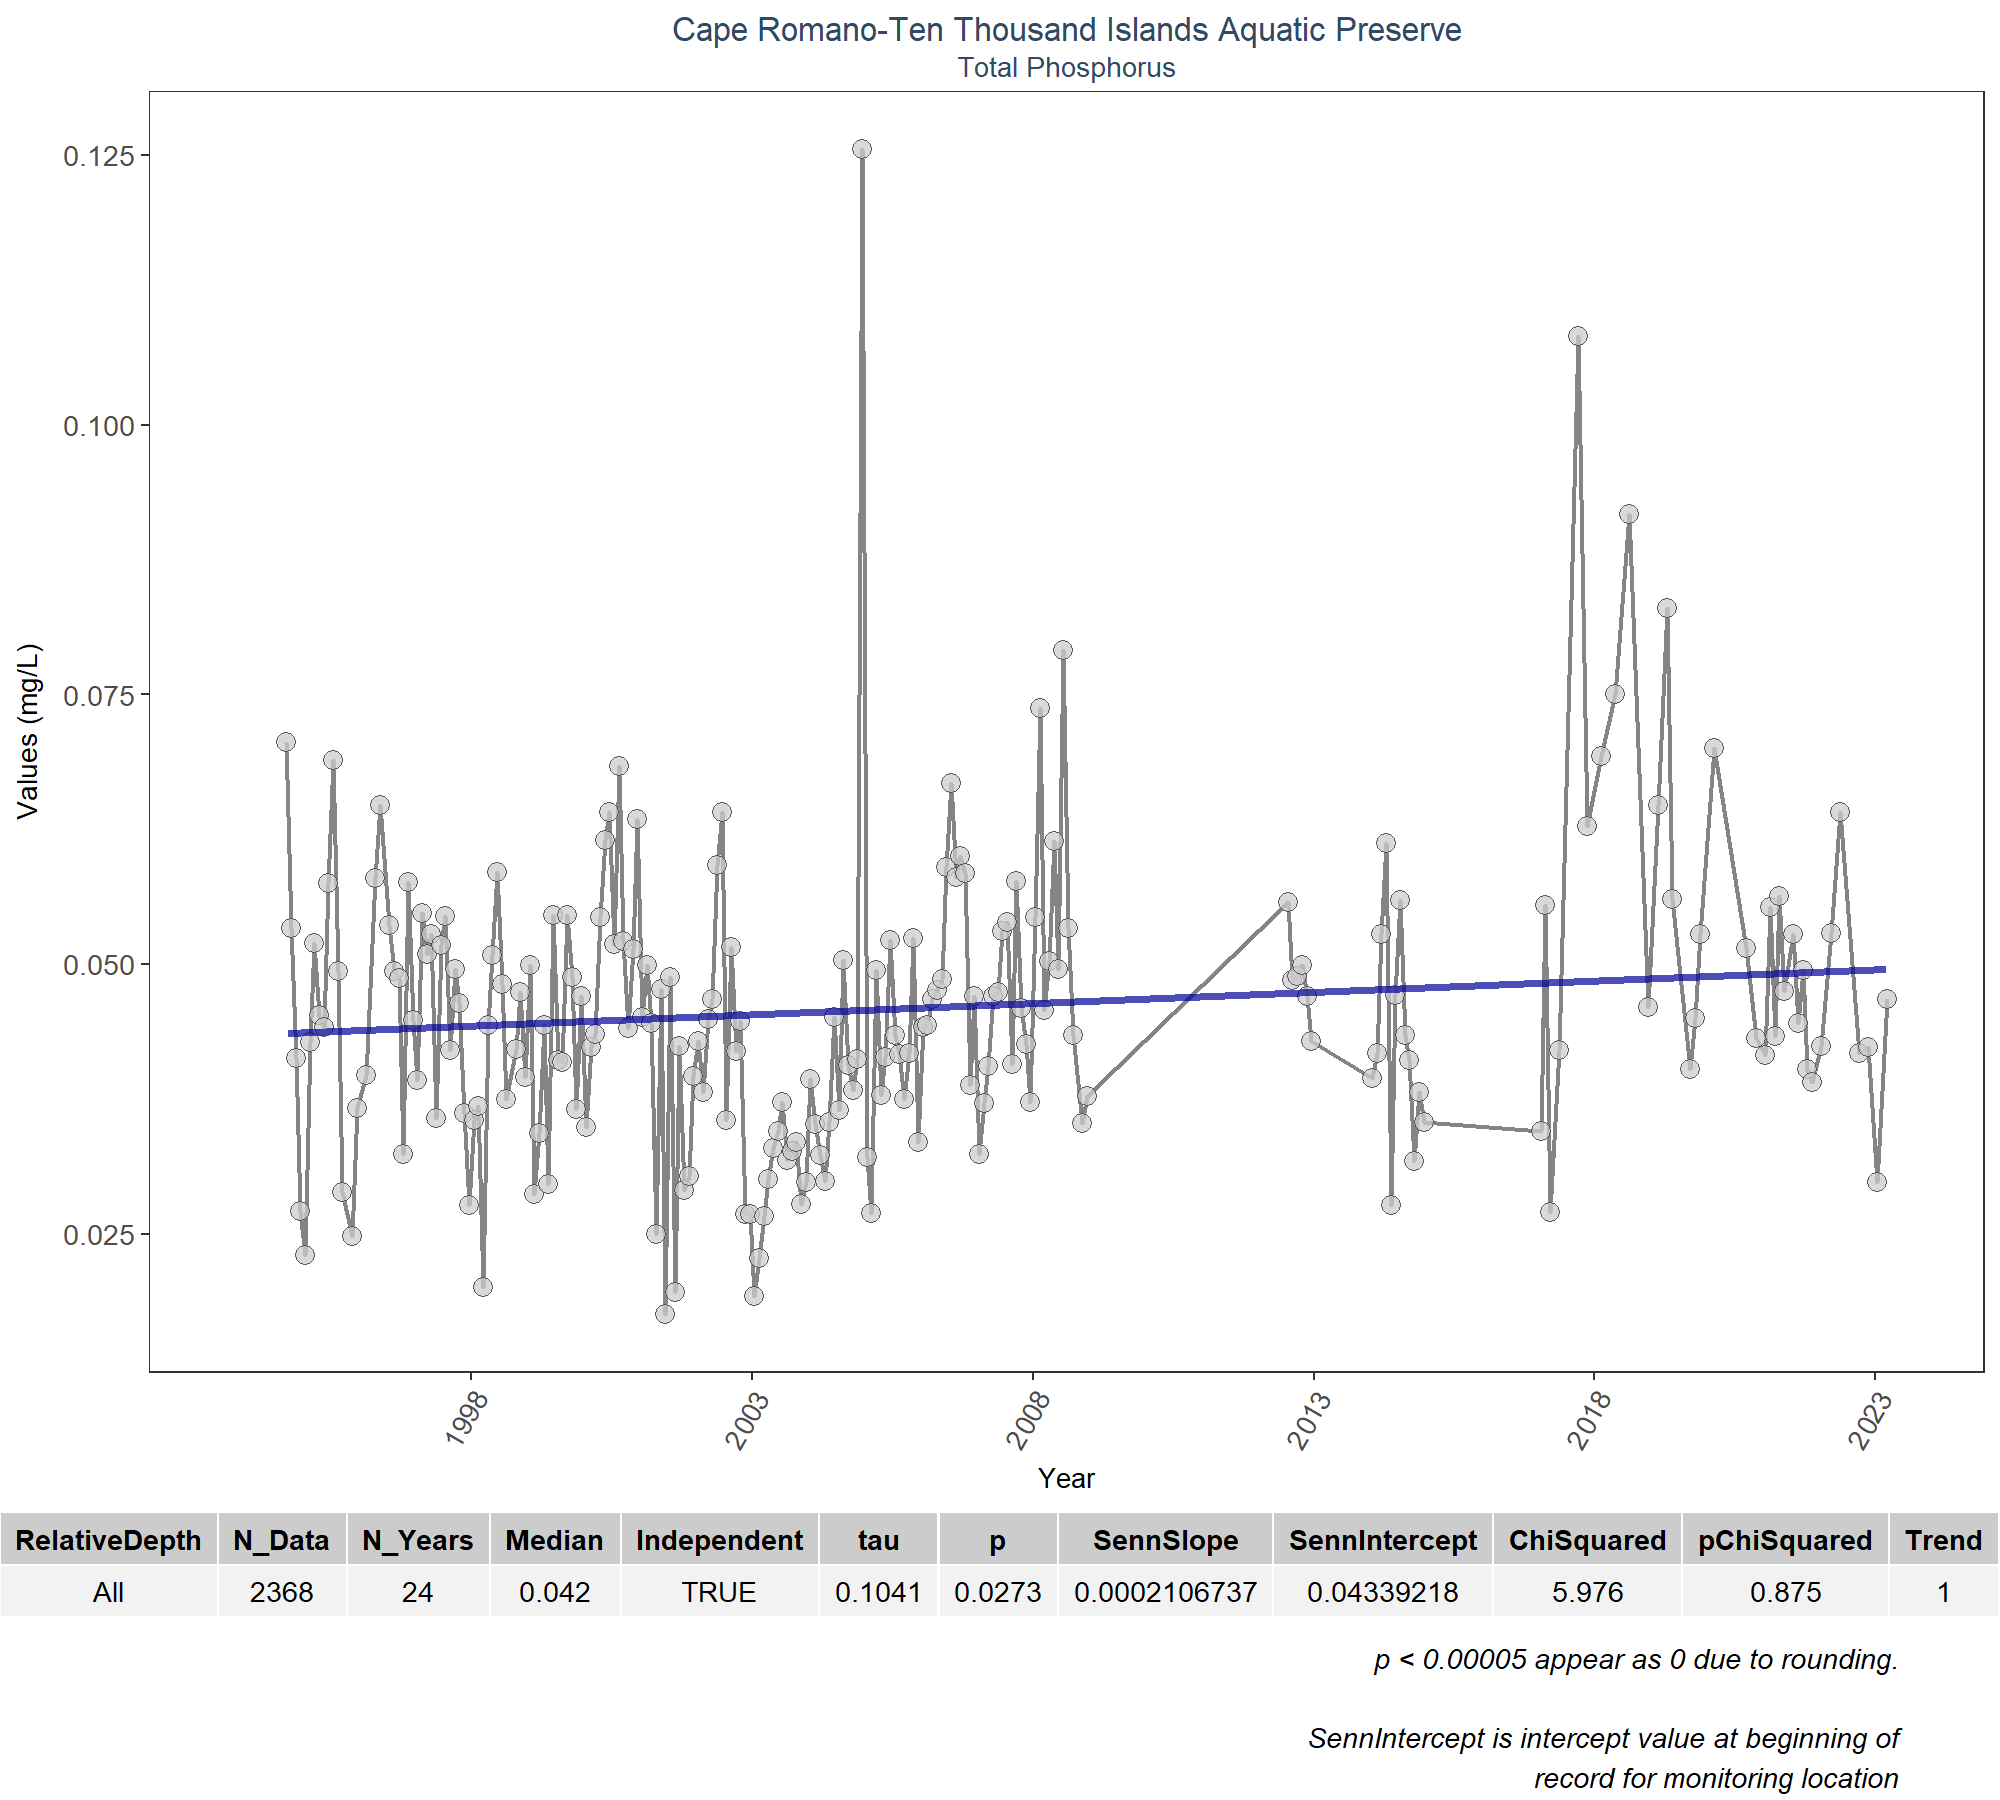 Cape Romano-Ten Thousand Islands Aquatic Preserve
Total Phosphorus
Values (mg/L)
0.125
0.100
0.075
0.050
0.025
1998 2003 2008 2013 2018 2023
Year
RelativeDepth N_Data N_Years Median Independent tau p SennSlope SennIntercept ChiSquared pChiSquared Trend
All 2368 24 0.042 TRUE 0.1041 0.0273 0.0002106737 0.04339218 5.976 0.875 1
p < 0.00005 appear as 0 due to rounding.
SennIntercept is intercept value at beginning of
record for monitoring location